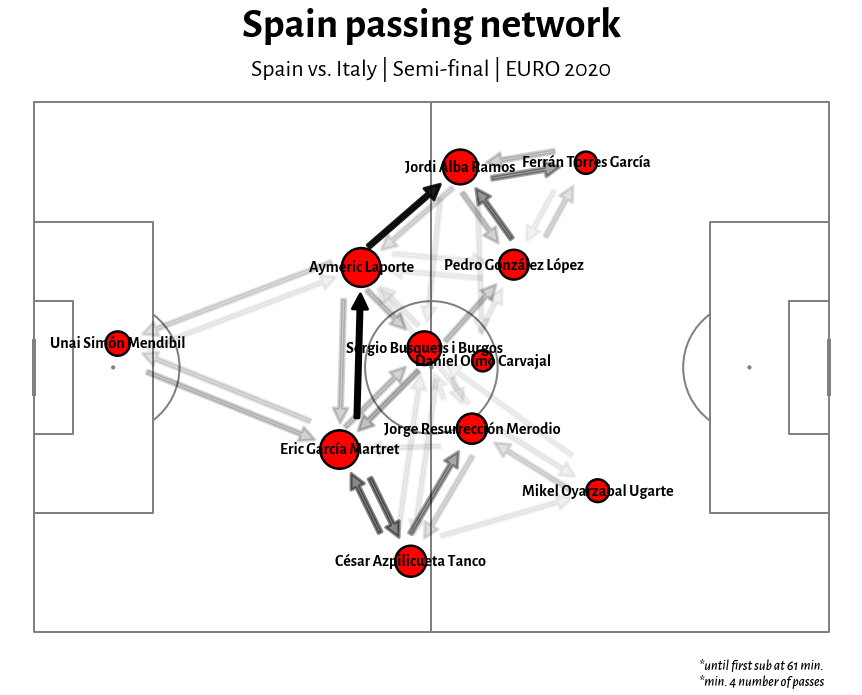 Spain passing network
Spain vs. Italy | Semi-final | EURO 2020
Jordi Alba Ramos
Ferrán Torres García
Aymeric Laporte
Pedro González López
Unai Simón Mendibil
Sergio Busquets i Burgos
Daniel Olmo Carvajal
Jorge Resurrección Merodio
Eric García Martret
Mikel Oyarzabal Ugarte
César Azpilicueta Tanco
*until first sub at 61 min.
*min. 4 number of passes